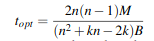 t_{opt} = \frac{2n(n-1)M}{(n^2+kn-2k)B}